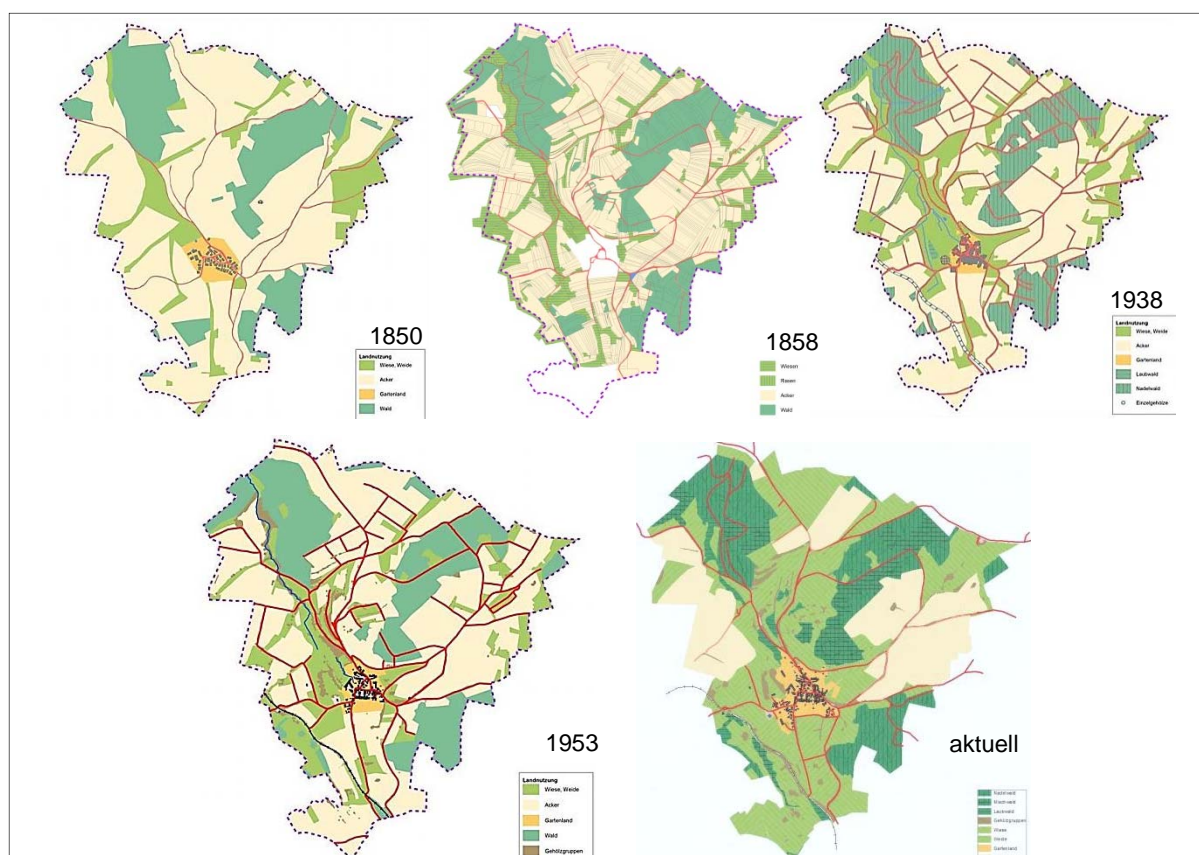 1850
Landnutzung
Wiese, Weide
Acker
Gartenland
Wald
1858
Wiesen
Reben
Acker
Wald
1938
Landnutzung
Wiese, Weide
Acker
Gartenland
Laubwald
Nadelwald
Einzelgehölze
1953
Landnutzung
Wiese, Weide
Acker
Gartenland
Wald
Gehölzgruppen
aktuell
Nadelwald
Mischwald
Laubwald
Gehölzgruppen
Wiese
Weide
Gartenland